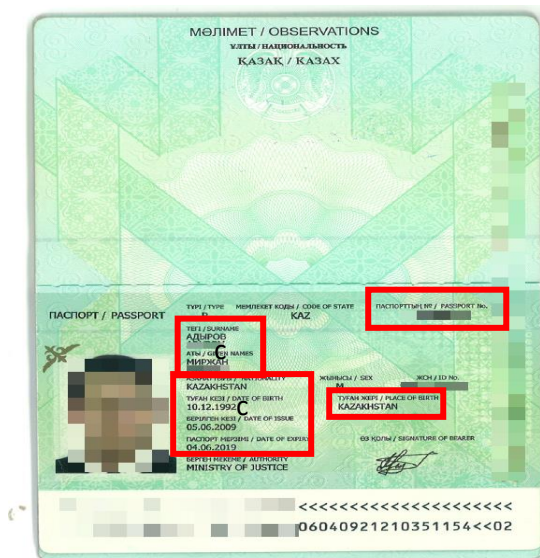 МӘЛІМЕТ / OBSERVATIONS
ҰЛТЫ / НАЦИОНАЛЬНОСТЬ
ҚАЗАҚ / КАЗАХ
ПАСПОРТ / PASSPORT
ТҮРІ / TYPE МЕМЛЕКЕТ КОДЫ / CODE OF STATE ПАСПОРТТЫҢ № / PASSPORT No.
P KAZ
ТЕГІ / SURNAME
АДЫРОВ
АТЫ / GIVEN NAMES
C
МИРЖАН
NATIONALITY ЖЫНЫСЫ / SEX ЖСН / ID No.
KAZAKHSTAN M
ТУҒАН КЕЗІ / DATE OF BIRTH ТУҒАН ЖЕРІ / PLACE OF BIRTH
10.12.1992 C KAZAKHSTAN
БЕРІЛГЕН КЕЗІ / DATE OF ISSUE
05.06.2009
ПАСПОРТ МЕРЗІМІ / DATE OF EXPIRY ӨЗ ҚОЛЫ / SIGNATURE OF BEARER
04.06.2019
БЕРГЕН МЕКЕМЕ / AUTHORITY
MINISTRY OF JUSTICE
<<<<<<<<<<<<<<<<<<<<<
06040921210351154<<02